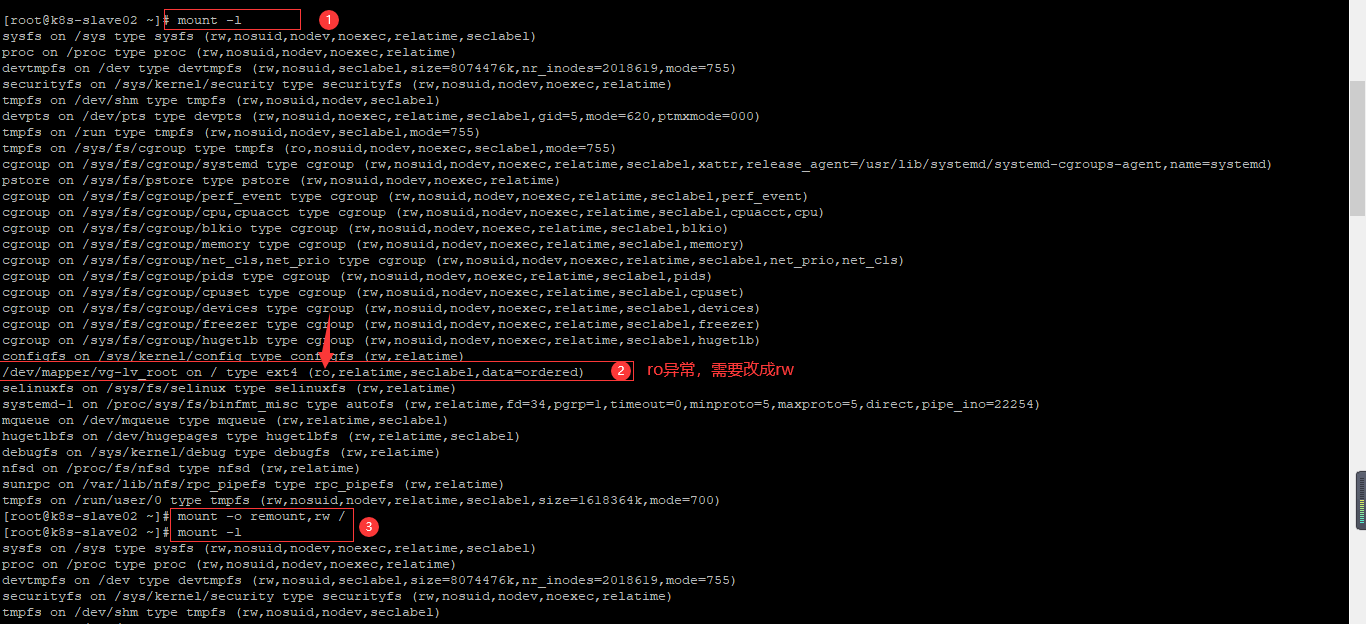 [root@k8s-slave02 ~]# mount -l 1
sysfs on /sys type sysfs (rw,nosuid,nodev,noexec,relatime,seclabel)
proc on /proc type proc (rw,nosuid,nodev,noexec,relatime)
devtmpfs on /dev type devtmpfs (rw,nosuid,seclabel,size=8074476k,nr_inodes=2018619,mode=755)
securityfs on /sys/kernel/security type securityfs (rw,nosuid,nodev,noexec,relatime)
tmpfs on /dev/shm type tmpfs (rw,nosuid,nodev,seclabel)
devpts on /dev/pts type devpts (rw,nosuid,noexec,relatime,seclabel,gid=5,mode=620,ptmxmode=000)
tmpfs on /run type tmpfs (rw,nosuid,nodev,seclabel,mode=755)
tmpfs on /sys/fs/cgroup type tmpfs (ro,nosuid,nodev,noexec,seclabel,mode=755)
cgroup on /sys/fs/cgroup/systemd type cgroup (rw,nosuid,nodev,noexec,relatime,seclabel,xattr,release_agent=/usr/lib/systemd/systemd-cgroups-agent,name=systemd)
pstore on /sys/fs/pstore type pstore (rw,nosuid,nodev,noexec,relatime)
cgroup on /sys/fs/cgroup/perf_event type cgroup (rw,nosuid,nodev,noexec,relatime,seclabel,perf_event)
cgroup on /sys/fs/cgroup/cpu,cpuacct type cgroup (rw,nosuid,nodev,noexec,relatime,seclabel,cpuacct,cpu)
cgroup on /sys/fs/cgroup/blkio type cgroup (rw,nosuid,nodev,noexec,relatime,seclabel,blkio)
cgroup on /sys/fs/cgroup/memory type cgroup (rw,nosuid,nodev,noexec,relatime,seclabel,memory)
cgroup on /sys/fs/cgroup/net_cls,net_prio type cgroup (rw,nosuid,nodev,noexec,relatime,seclabel,net_prio,net_cls)
cgroup on /sys/fs/cgroup/pids type cgroup (rw,nosuid,nodev,noexec,relatime,seclabel,pids)
cgroup on /sys/fs/cgroup/cpuset type cgroup (rw,nosuid,nodev,noexec,relatime,seclabel,cpuset)
cgroup on /sys/fs/cgroup/devices type cgroup (rw,nosuid,nodev,noexec,relatime,seclabel,devices)
cgroup on /sys/fs/cgroup/freezer type cgroup (rw,nosuid,nodev,noexec,relatime,seclabel,freezer)
cgroup on /sys/fs/cgroup/hugetlb type cgroup (rw,nosuid,nodev,noexec,relatime,seclabel,hugetlb)
configfs on /sys/kernel/config type configfs (rw,relatime)
/dev/mapper/vg-lv_root on / type ext4 (ro,relatime,seclabel,data=ordered) 2 ro异常，需要改成rw
selinuxfs on /sys/fs/selinux type selinuxfs (rw,relatime)
systemd-1 on /proc/sys/fs/binfmt_misc type autofs (rw,relatime,fd=34,pgrp=1,timeout=0,minproto=5,maxproto=5,direct,pipe_ino=22254)
mqueue on /dev/mqueue type mqueue (rw,relatime,seclabel)
hugetlbfs on /dev/hugepages type hugetlbfs (rw,relatime,seclabel)
debugfs on /sys/kernel/debug type debugfs (rw,relatime)
nfsd on /proc/fs/nfsd type nfsd (rw,relatime)
sunrpc on /var/lib/nfs/rpc_pipefs type rpc_pipefs (rw,relatime)
tmpfs on /run/user/0 type tmpfs (rw,nosuid,nodev,relatime,seclabel,size=1618364k,mode=700)
[root@k8s-slave02 ~]# mount -o remount,rw /
[root@k8s-slave02 ~]# mount -l 3
sysfs on /sys type sysfs (rw,nosuid,nodev,noexec,relatime,seclabel)
proc on /proc type proc (rw,nosuid,nodev,noexec,relatime)
devtmpfs on /dev type devtmpfs (rw,nosuid,seclabel,size=8074476k,nr_inodes=2018619,mode=755)
securityfs on /sys/kernel/security type securityfs (rw,nosuid,nodev,noexec,relatime)
tmpfs on /dev/shm type tmpfs (rw,nosuid,nodev,seclabel)